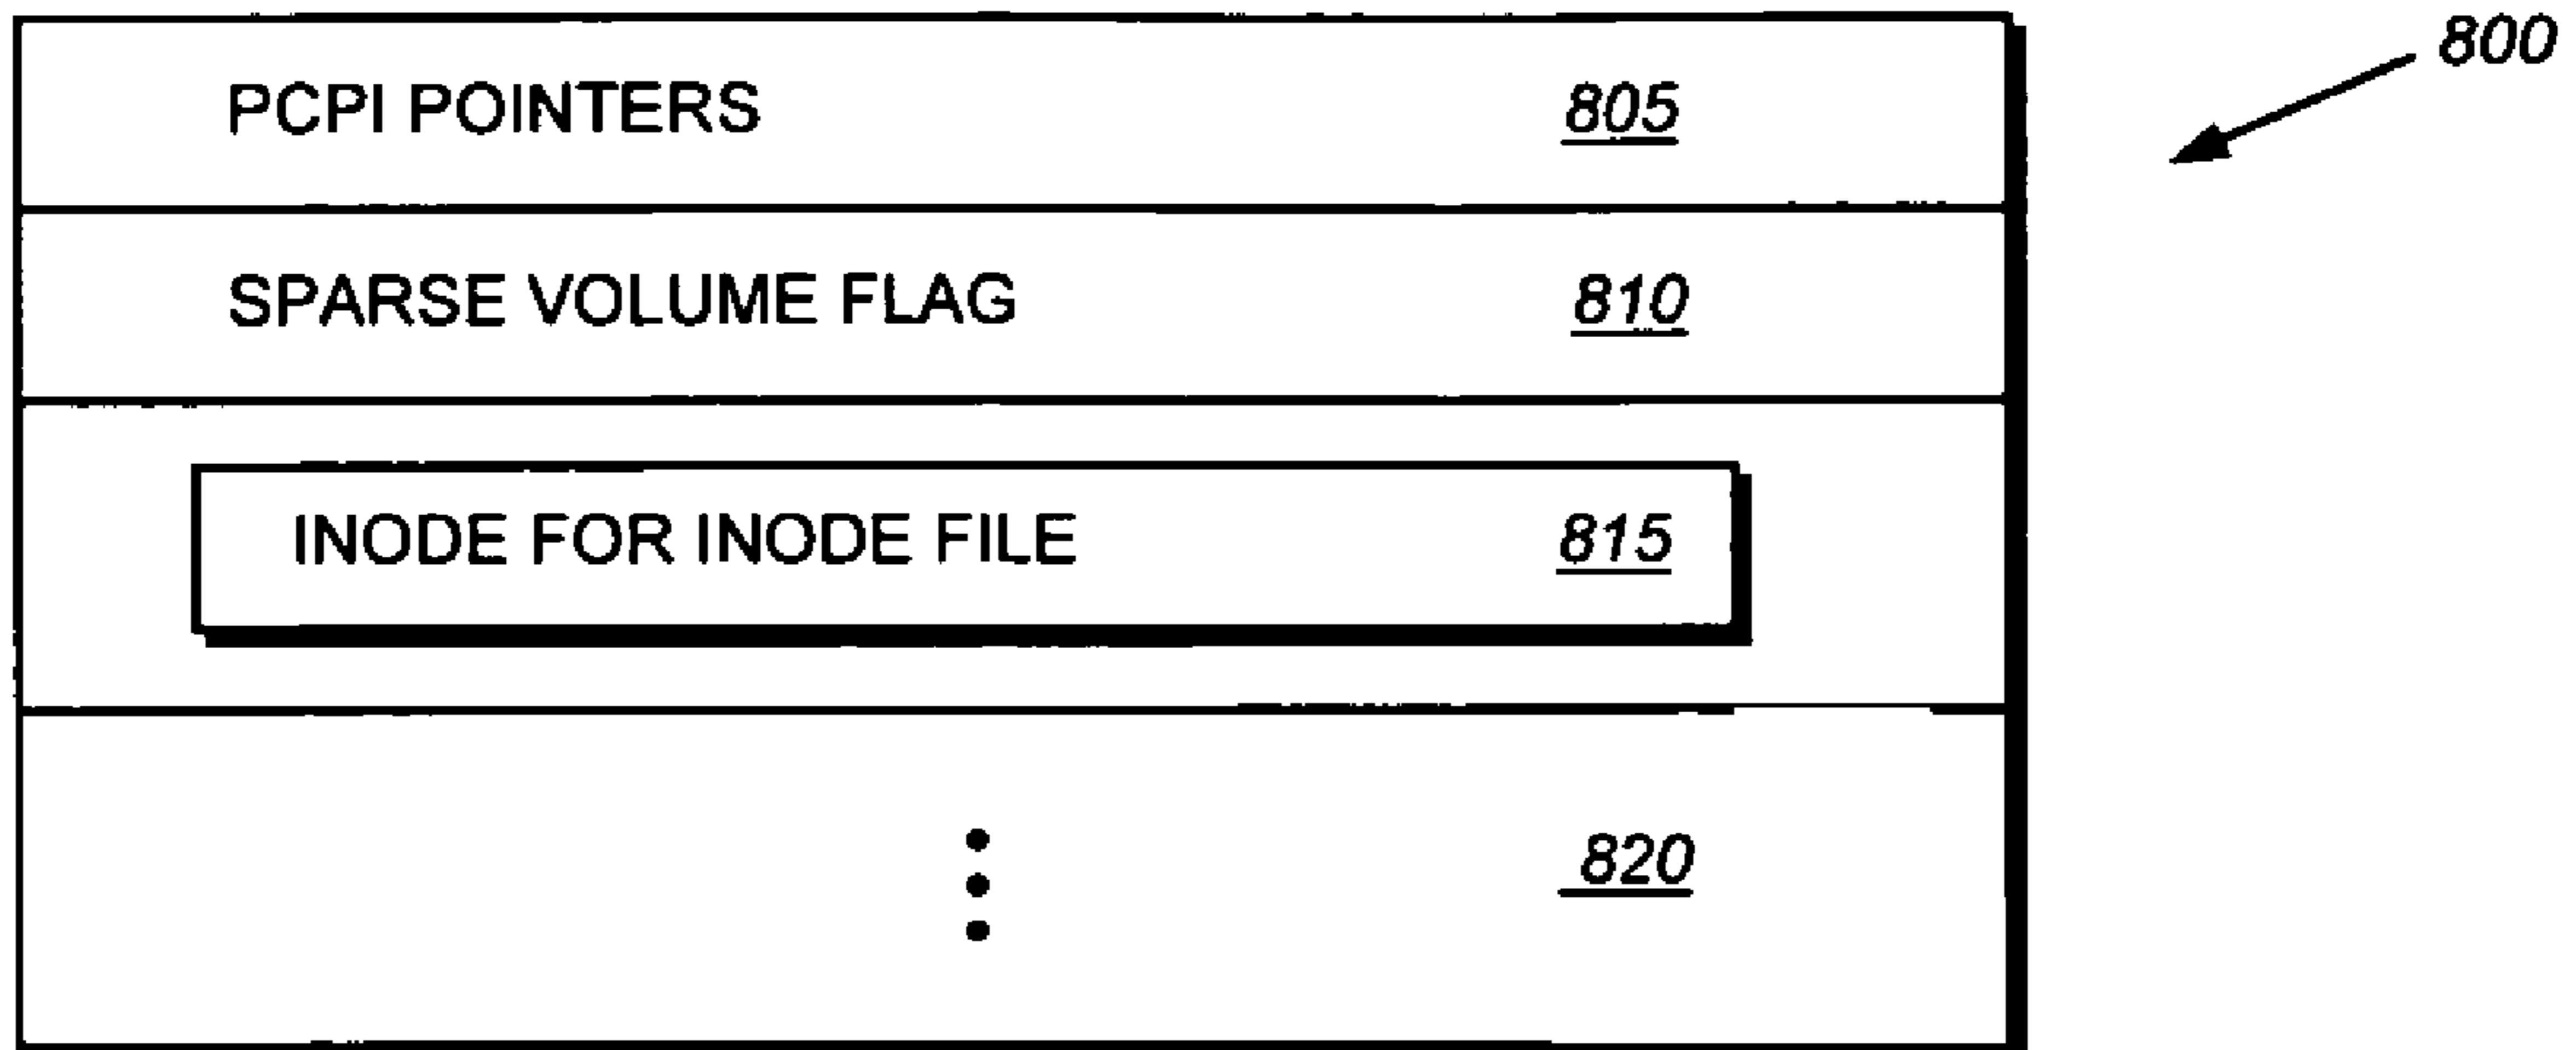 800
PCPI POINTERS 805
SPARSE VOLUME FLAG 810
INODE FOR INODE FILE 815
820